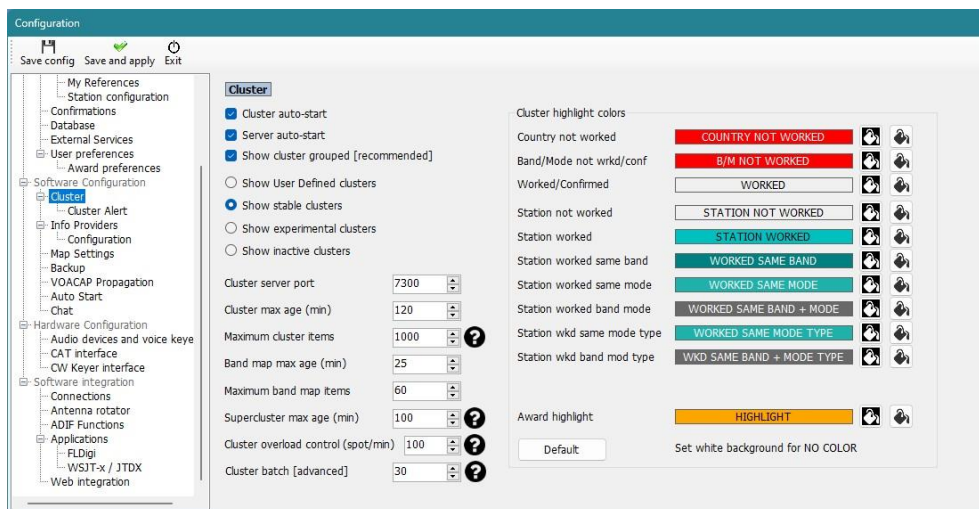 Configuration
Save config Save and apply Exit
My References
Station configuration
Confirmations
Database
External Services
User preferences
Award preferences
Software Configuration
Cluster
Cluster Alert
Info Providers
Configuration
Map Settings
Backup
VOACAP Propagation
Auto Start
Chat
Hardware Configuration
Audio devices and voice keye
CAT interface
CW Keyer interface
Software integration
Connections
Antenna rotator
ADIF Functions
Applications
FLDigi
WSJT-x / JTDX
Web integration
Cluster
Cluster auto-start
Server auto-start
Show cluster grouped [recommended]
Show User Defined clusters
Show stable clusters
Show experimental clusters
Show inactive clusters
Cluster server port 7300
Cluster max age (min) 120
Maximum cluster items 1000 ?
Band map max age (min) 25
Maximum band map items 60
Supercluster max age (min) 100 ?
Cluster overload control (spot/min) 100 ?
Cluster batch [advanced] 30 ?
Cluster highlight colors
Country not worked COUNTRY NOT WORKED
Band/Mode not wrkd/conf B/M NOT WORKED
Worked/Confirmed WORKED
Station not worked STATION NOT WORKED
Station worked STATION WORKED
Station worked same band WORKED SAME BAND
Station worked same mode WORKED SAME MODE
Station worked band mode WORKED SAME BAND + MODE
Station wkd same mode type WORKED SAME MODE TYPE
Station wkd band mod type WKD SAME BAND + MODE TYPE
Award highlight HIGHLIGHT
Default Set white background for NO COLOR